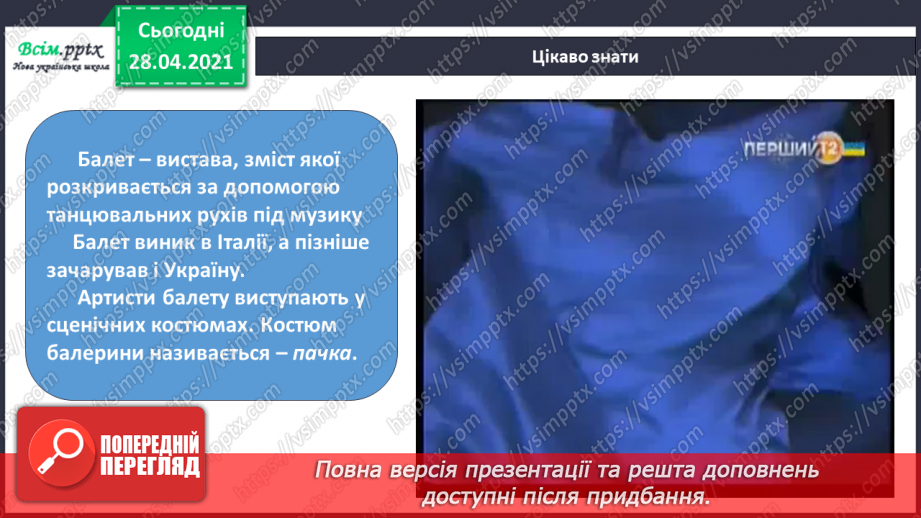 Всім.pptx
Нова українська школа
Сьогодні
28.04.2021
Цікаво знати
Балет – вистава, зміст якої
розкривається за допомогою
танцювальних рухів під музику
Балет виник в Італії, а пізніше
зачарував і Україну.
Артисти балету виступають у
сценічних костюмах. Костюм
балерини називається – пачка.
ПЕРШИЙ T2
ПОПЕРЕДНІЙ
ПЕРЕГЛЯД
Повна версія презентації та решта доповнень
доступні після придбання.
https://vsimpptx.com